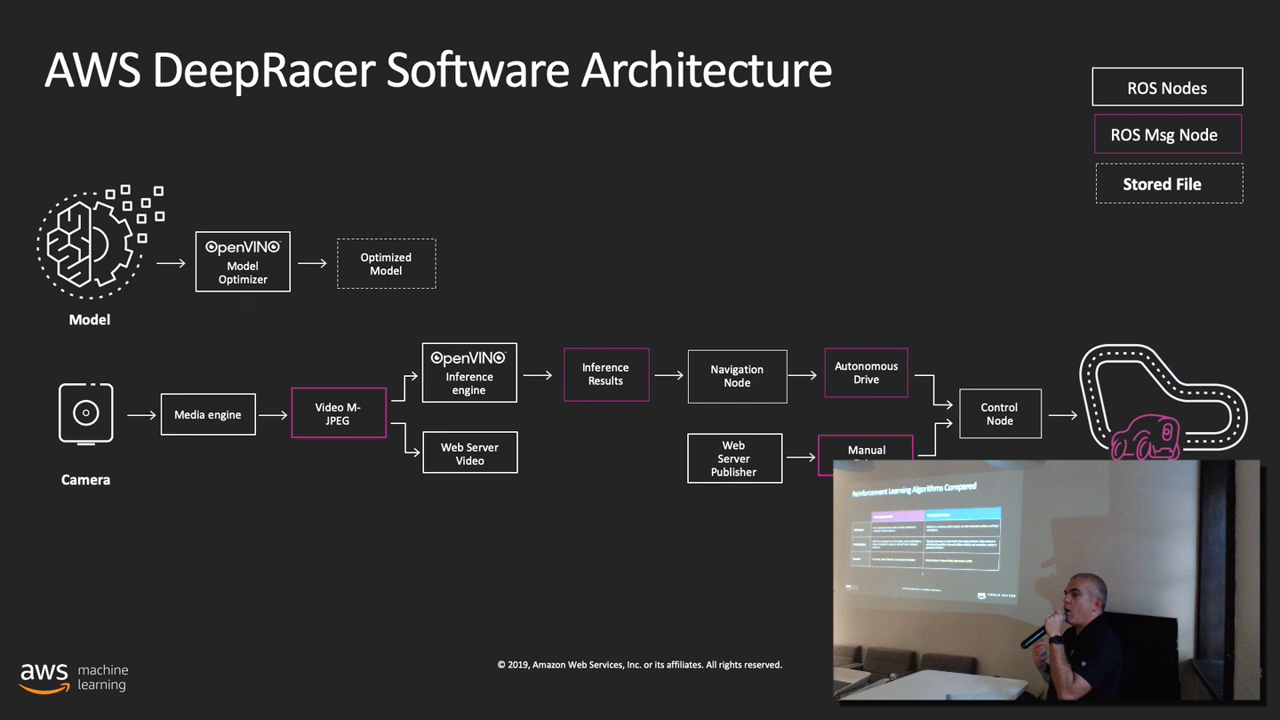 AWS DeepRacer Software Architecture
ROS Nodes
ROS Msg Node
Stored File
OpenVINO
Model
Optimizer
Optimized
Model
Model
OpenVINO
Inference
engine
Inference
Results
Navigation
Node
Autonomous
Drive
Media engine
Video M-
JPEG
Control
Node
Web Server
Video
Web
Server
Publisher
Manual
Camera
Reinforcement Learning Algorithms Compared
aws machine
learning
© 2019, Amazon Web Services, Inc. or its affiliates. All rights reserved.